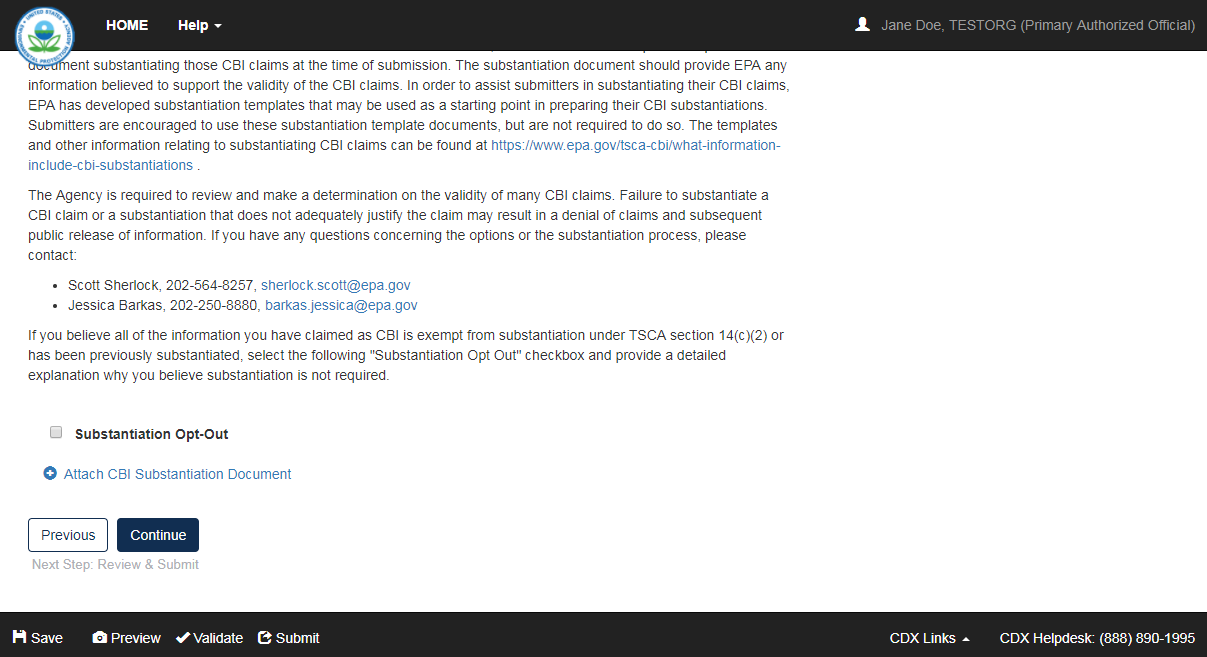 HOME
Help
Jane Doe, TESTORG (Primary Authorized Official)
UNITED STATES
document substantiating those CBI claims at the time of submission. The substantiation document should provide EPA any
information believed to support the validity of the CBI claims. In order to assist submitters in substantiating their CBI claims,
EPA has developed substantiation templates that may be used as a starting point in preparing their CBI substantiations.
Submitters are encouraged to use these substantiation template documents, but are not required to do so. The templates
and other information relating to substantiating CBI claims can be found at https://www.epa.gov/tsca-cbi/what-information-
include-cbi-substantiations .
The Agency is required to review and make a determination on the validity of many CBI claims. Failure to substantiate a
CBI claim or a substantiation that does not adequately justify the claim may result in a denial of claims and subsequent
public release of information. If you have any questions concerning the options or the substantiation process, please
contact:
• Scott Sherlock, 202-564-8257, sherlock.scott@epa.gov
• Jessica Barkas, 202-250-8880, barkas.jessica@epa.gov
If you believe all of the information you have claimed as CBI is exempt from substantiation under TSCA section 14(c)(2) or
has been previously substantiated, select the following "Substantiation Opt Out" checkbox and provide a detailed
explanation why you believe substantiation is not required.
Substantiation Opt-Out
Attach CBI Substantiation Document
Previous Continue
Next Step: Review & Submit
Save Preview Validate Submit CDX Links CDX Helpdesk: (888) 890-1995